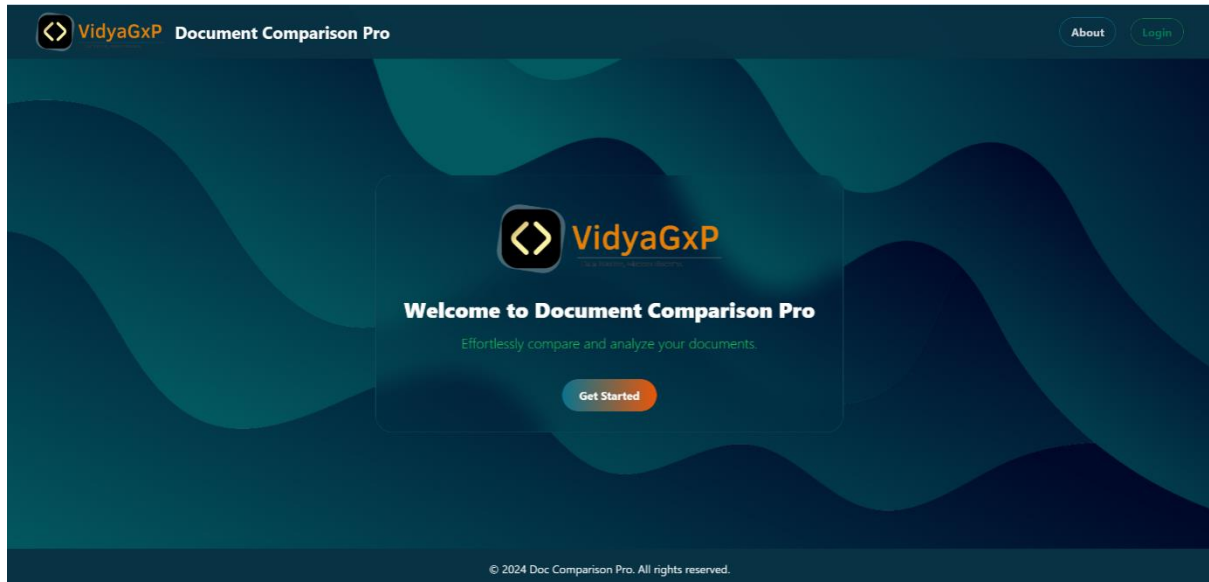 VidyaGxP Document Comparison Pro
About
Login
VidyaGxP
Welcome to Document Comparison Pro
Effortlessly compare and analyze your documents.
Get Started
© 2024 Doc Comparison Pro. All rights reserved.